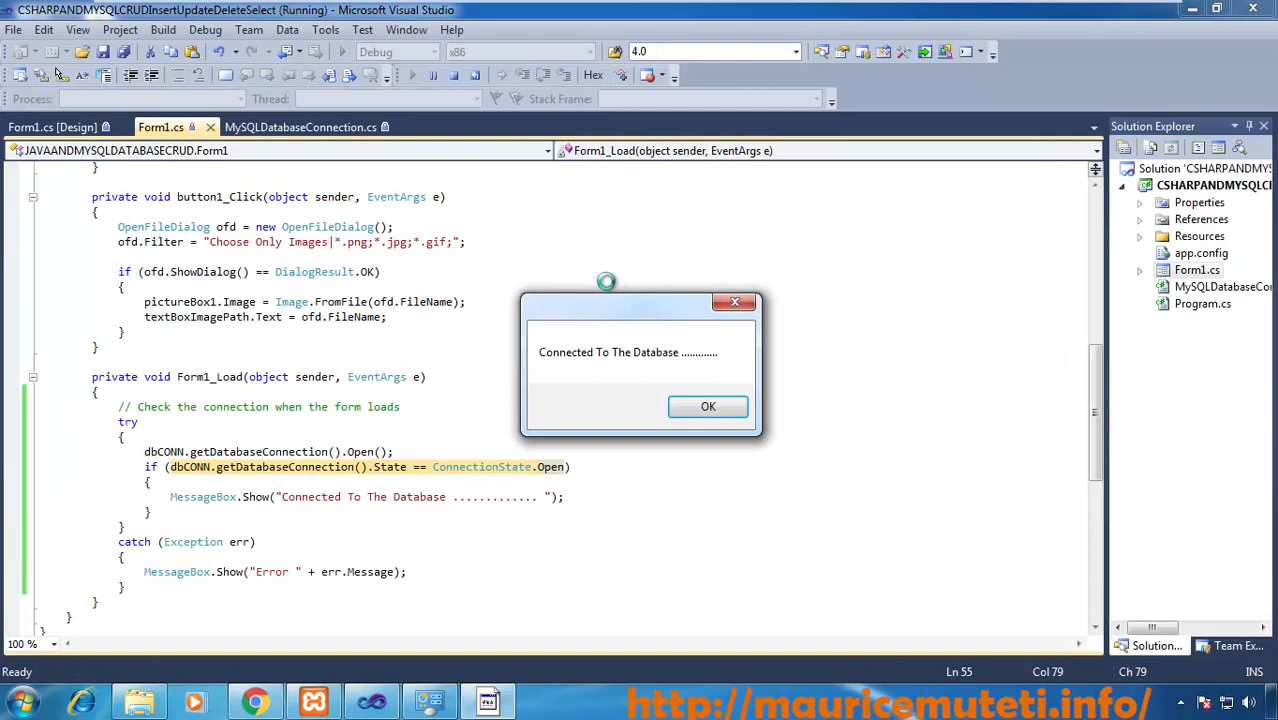 CSHARPANDMYSQLCRUDInsertUpdateDeleteSelect (Running) - Microsoft Visual Studio
File Edit View Project Build Debug Team Data Tools Test Window Help
Debug x86 4.0
Hex
Process: Thread: Stack Frame:
Form1.cs [Design] Form1.cs MySQLDatabaseConnection.cs
JAVAANDMYSQLDATABASECRUD.Form1 Form1_Load(object sender, EventArgs e)
}
private void button1_Click(object sender, EventArgs e)
{
OpenFileDialog ofd = new OpenFileDialog();
ofd.Filter = "Choose Only Images|*.png;*.jpg;*.gif;";
if (ofd.ShowDialog() == DialogResult.OK)
{
pictureBox1.Image = Image.FromFile(ofd.FileName);
textBoxImagePath.Text = ofd.FileName;
}
}
private void Form1_Load(object sender, EventArgs e)
{
// Check the connection when the form loads
try
{
dbCONN.getDatabaseConnection().Open();
if (dbCONN.getDatabaseConnection().State == ConnectionState.Open)
{
MessageBox.Show("Connected To The Database ............. ");
}
}
catch (Exception err)
{
MessageBox.Show("Error " + err.Message);
}
}
}
}
Connected To The Database .............
OK
Solution Explorer
Solution 'CSHARPANDMYSQL
CSHARPANDMYSQLCI
Properties
References
Resources
app.config
Form1.cs
MySQLDatabaseCon
Program.cs
Solution... Team Ex...
100 %
Ready Ln 55 Col 79 Ch 79 INS
http://mauricemuteti.info/